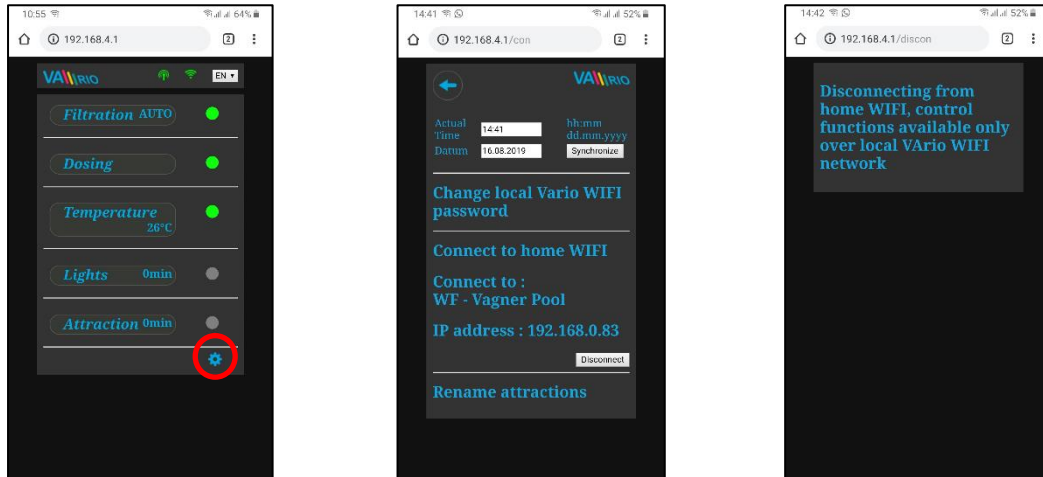 10:55 64%
192.168.4.1 2
VA RIO EN
Filtration AUTO
Dosing
Temperature
26°C
Lights 0min
Attraction 0min
14:41 52%
192.168.4.1/con 2
VA RIO
Actual
Time 14:41 hh:mm
dd.mm.yyyy
Datum 16.08.2019 Synchronize
Change local Vario WIFI
password
Connect to home WIFI
Connect to :
WF - Vagner Pool
IP address : 192.168.0.83
Disconnect
Rename attractions
14:42 52%
192.168.4.1/discon 2
Disconnecting from
home WIFI, control
functions available only
over local VArio WIFI
network